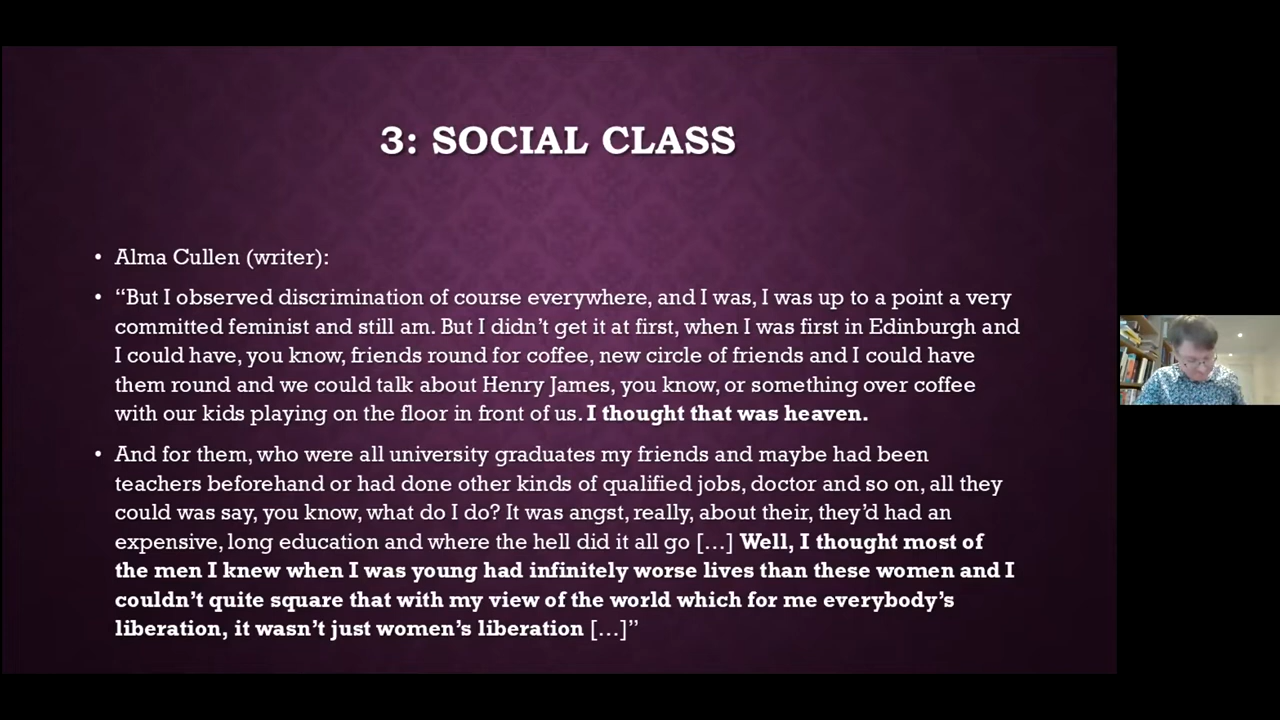 3: SOCIAL CLASS
• Alma Cullen (writer):
• “But I observed discrimination of course everywhere, and I was, I was up to a point a very
committed feminist and still am. But I didn’t get it at first, when I was first in Edinburgh and
I could have, you know, friends round for coffee, new circle of friends and I could have
them round and we could talk about Henry James, you know, or something over coffee
with our kids playing on the floor in front of us. I thought that was heaven.
• And for them, who were all university graduates my friends and maybe had been
teachers beforehand or had done other kinds of qualified jobs, doctor and so on, all they
could was say, you know, what do I do? It was angst, really, about their, they’d had an
expensive, long education and where the hell did it all go […] Well, I thought most of
the men I knew when I was young had infinitely worse lives than these women and I
couldn’t quite square that with my view of the world which for me everybody’s
liberation, it wasn’t just women’s liberation […]”